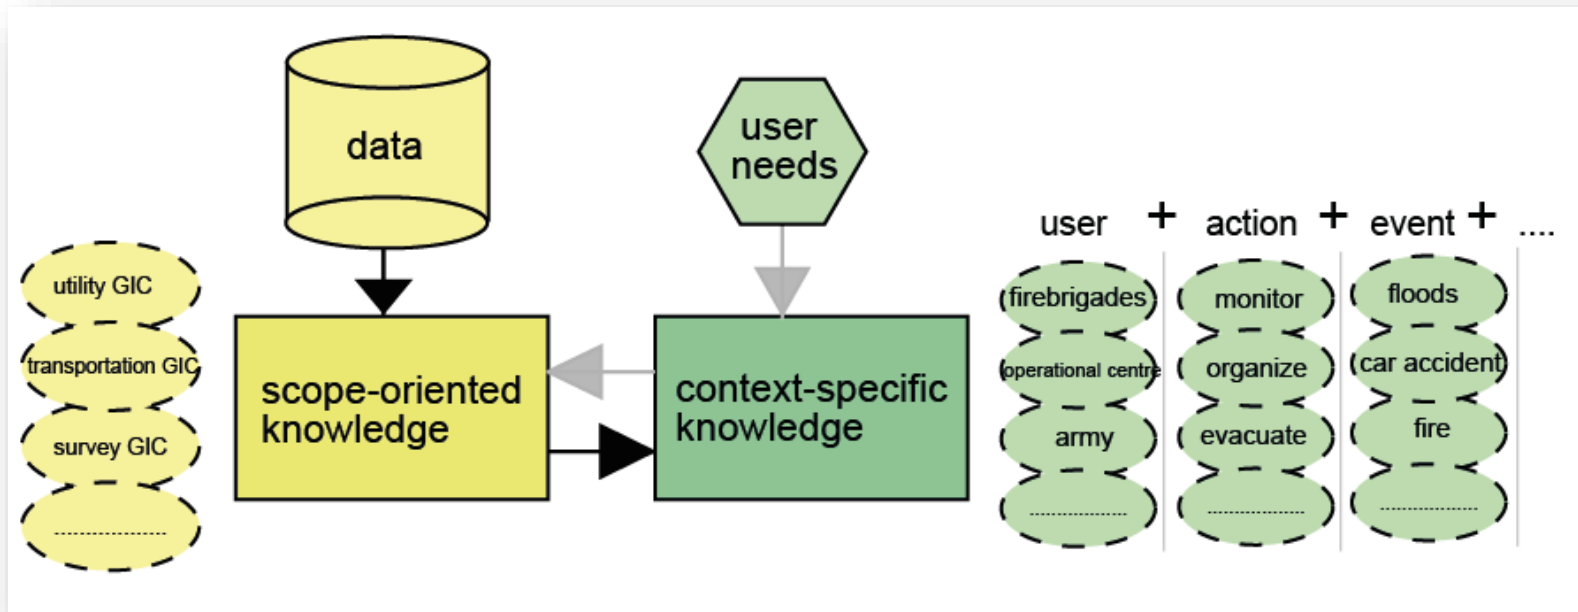 data
user
needs
user + action + event + ....
utility GIC
transportation GIC
survey GIC
....................
scope-oriented
knowledge
context-specific
knowledge
firebrigades
operational centre
army
....................
monitor
organize
evacuate
....................
floods
car accident
fire
....................